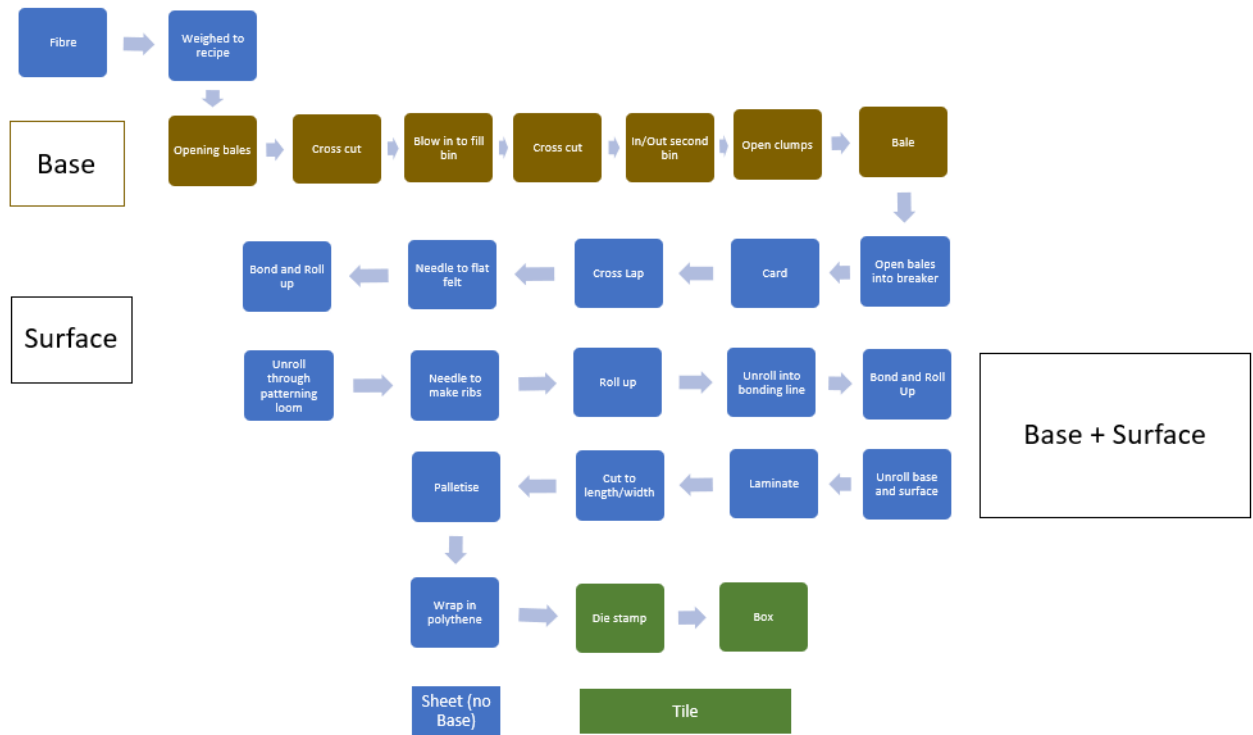 Fibre
Weighed to
recipe
Base
Opening bales
Cross cut
Blow in to fill
bin
Cross cut
In/Out second
bin
Open clumps
Bale
Bond and Roll
up
Needle to flat
felt
Cross Lap
Card
Open bales
into breaker
Surface
Unroll
through
patterning
loom
Needle to
make ribs
Roll up
Unroll into
bonding line
Bond and Roll
Up
Base + Surface
Palletise
Cut to
length/width
Laminate
Unroll base
and surface
Wrap in
polythene
Die stamp
Box
Sheet (no
Base)
Tile